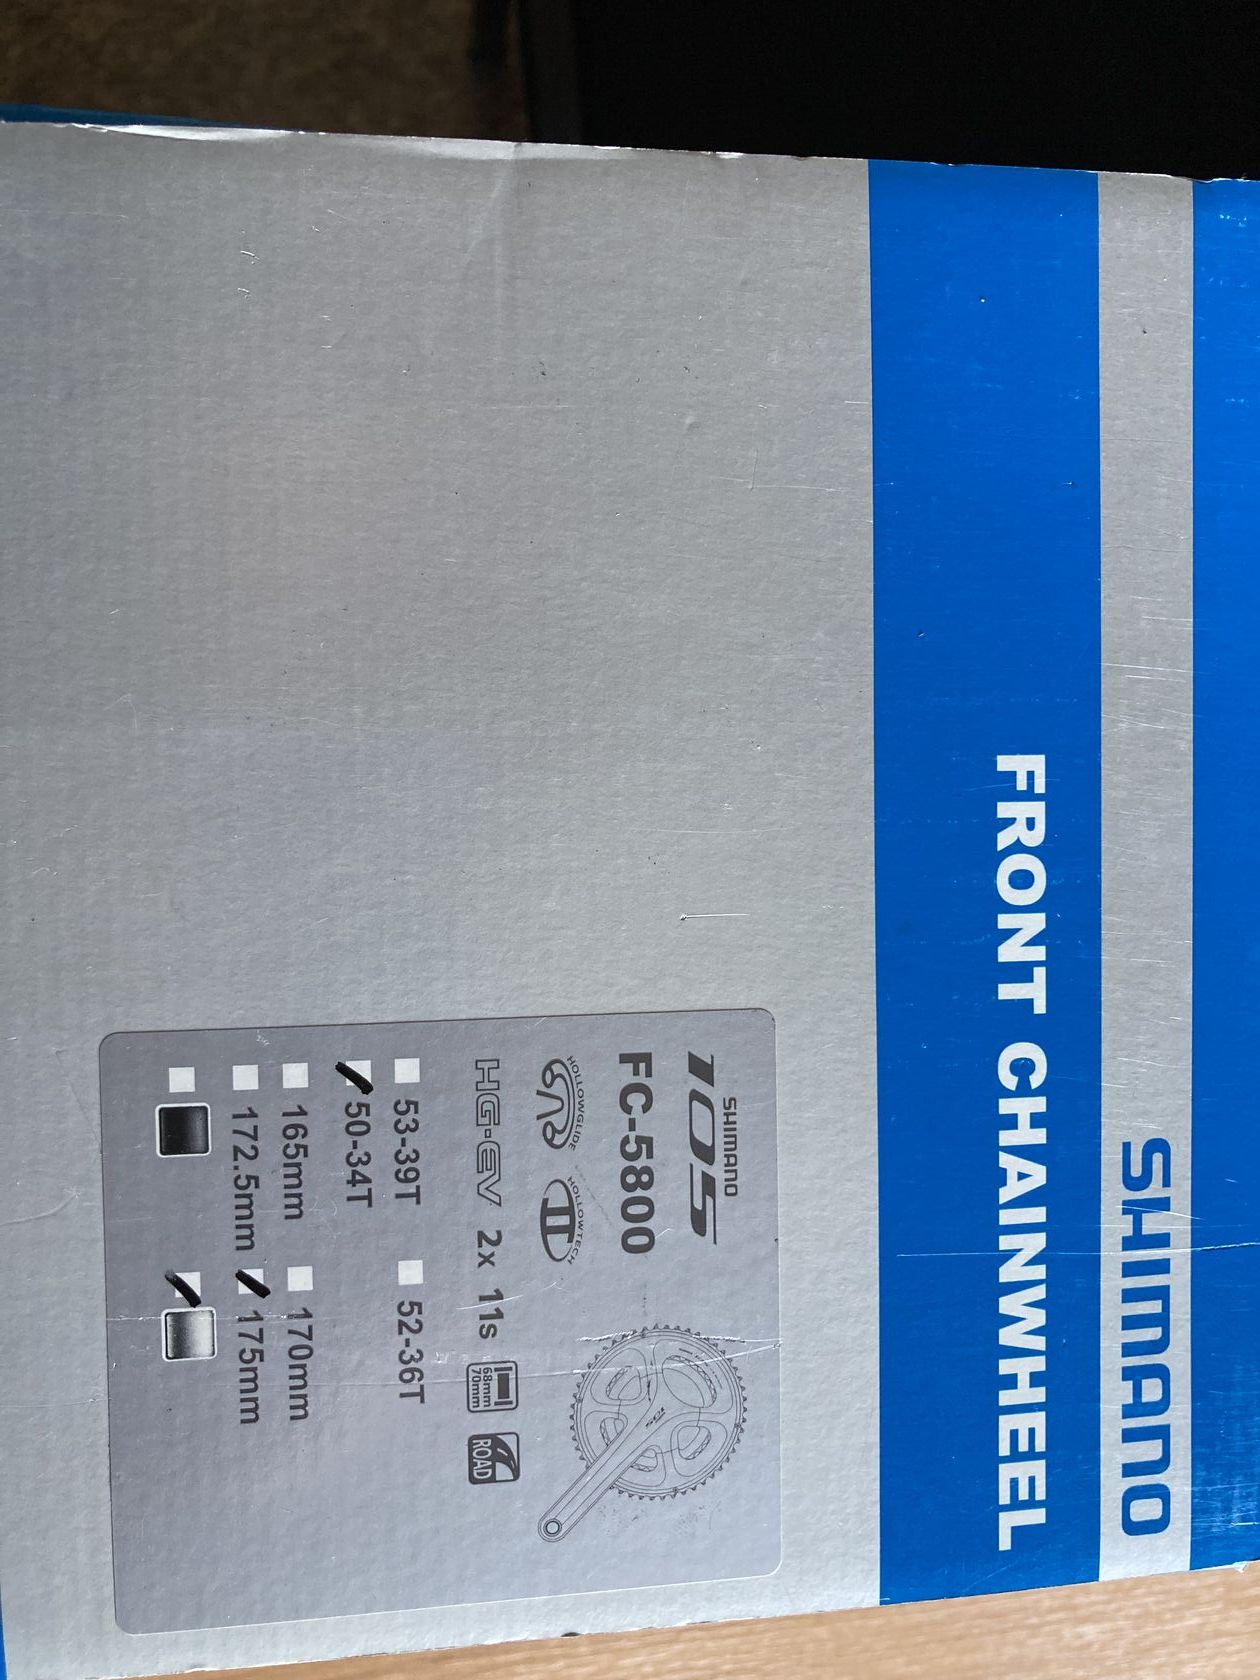 SHIMANO
FRONT CHAINWHEEL
SHIMANO
105
FC-5800
HOLLOWGLIDE HOLLOWTECH II
HG-EV 2x 11s 68mm 70mm ROAD
53-39T 52-36T
50-34T
165mm 170mm
172.5mm 175mm